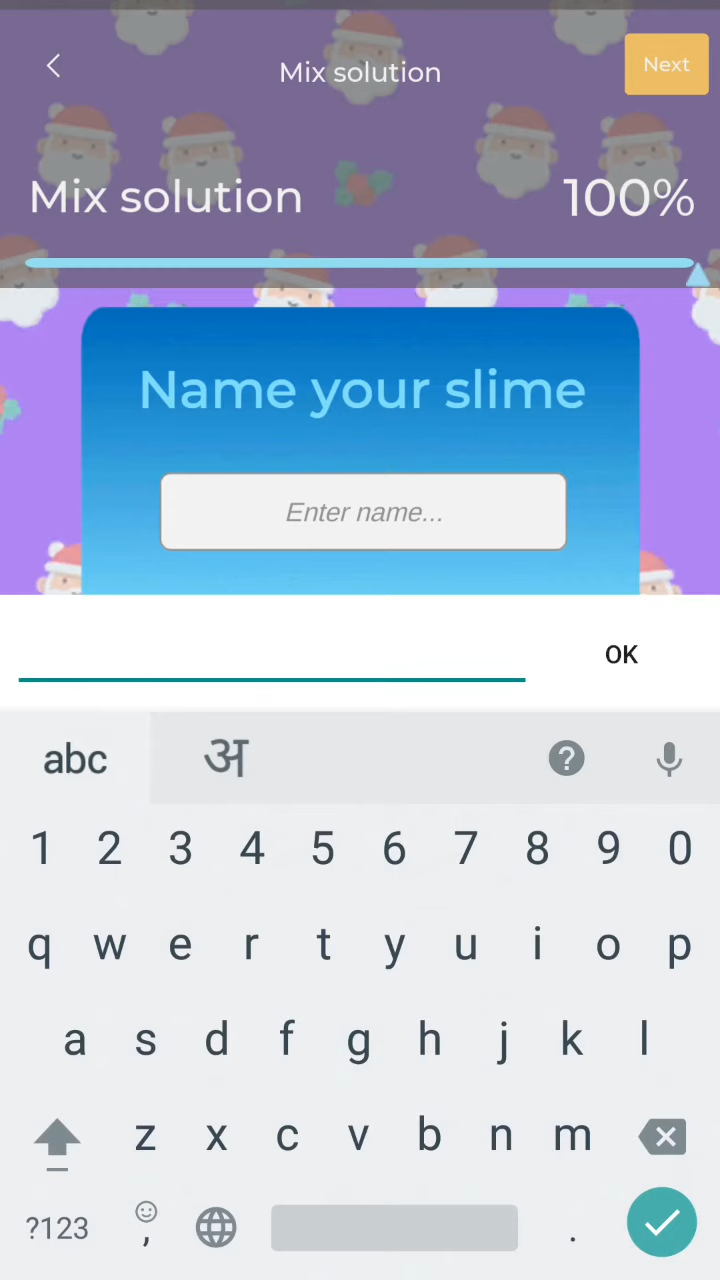 Mix solution
Next
Mix solution 100%
Name your slime
Enter name...
OK
abc अ ?
1 2 3 4 5 6 7 8 9 0
q w e r t y u i o p
a s d f g h j k l
z x c v b n m
?123 , .